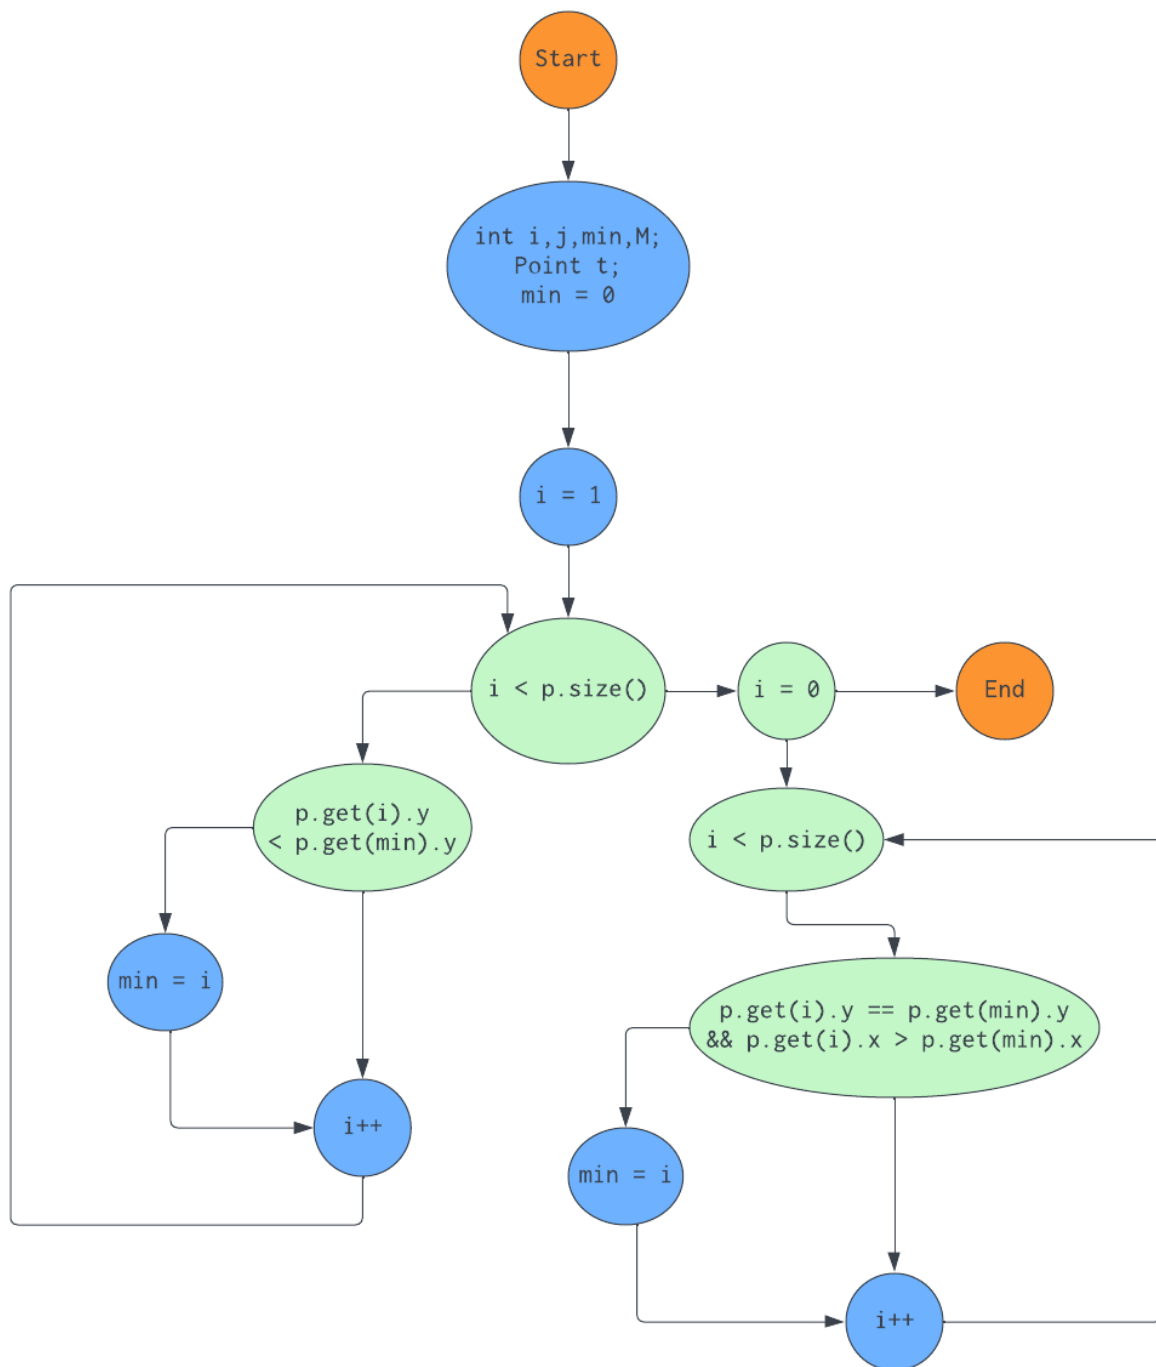 Start
int i,j,min,M;
Point t;
min = 0
i = 1
i < p.size()
i = 0
End
p.get(i).y
< p.get(min).y
i < p.size()
min = i
p.get(i).y == p.get(min).y
&& p.get(i).x > p.get(min).x
i++
min = i
i++